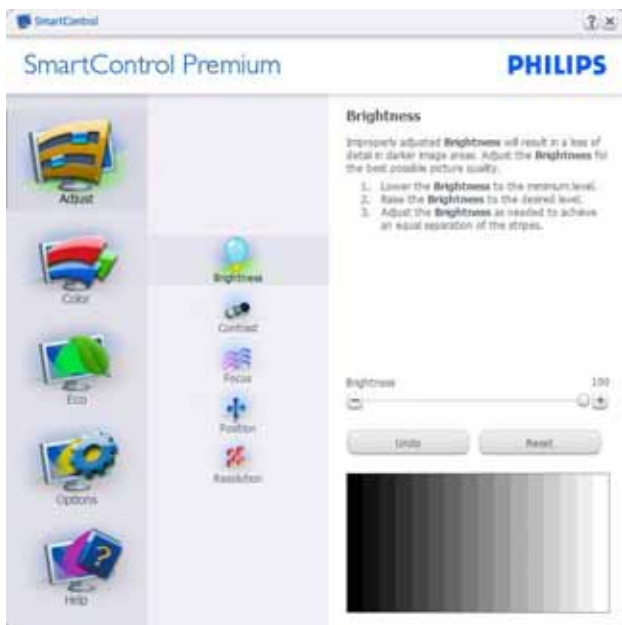 SmartControl
? ×
SmartControl Premium
PHILIPS
Adjust
Color
Eco
Options
?
Help
Brightness
Contrast
Focus
Position
Resolution
Brightness
Improperly adjusted Brightness will result in a loss of
detail in darker image areas. Adjust the Brightness for
the best possible picture quality.
1. Lower the Brightness to the minimum level.
2. Raise the Brightness to the desired level.
3. Adjust the Brightness as needed to achieve
an equal separation of the stripes.
Brightness 100
Undo Reset